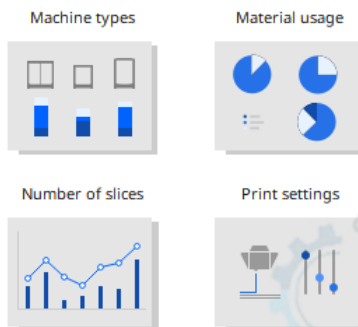 Machine types
Material usage
Number of slices
Print settings